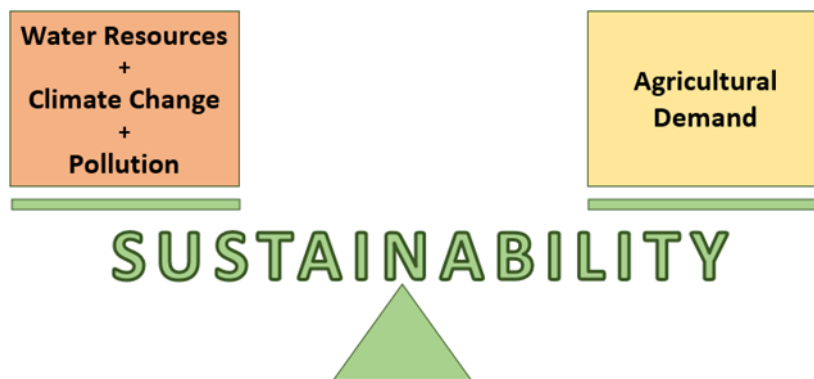 Water Resources
+
Climate Change
+
Pollution
Agricultural
Demand
SUSTAINABILITY